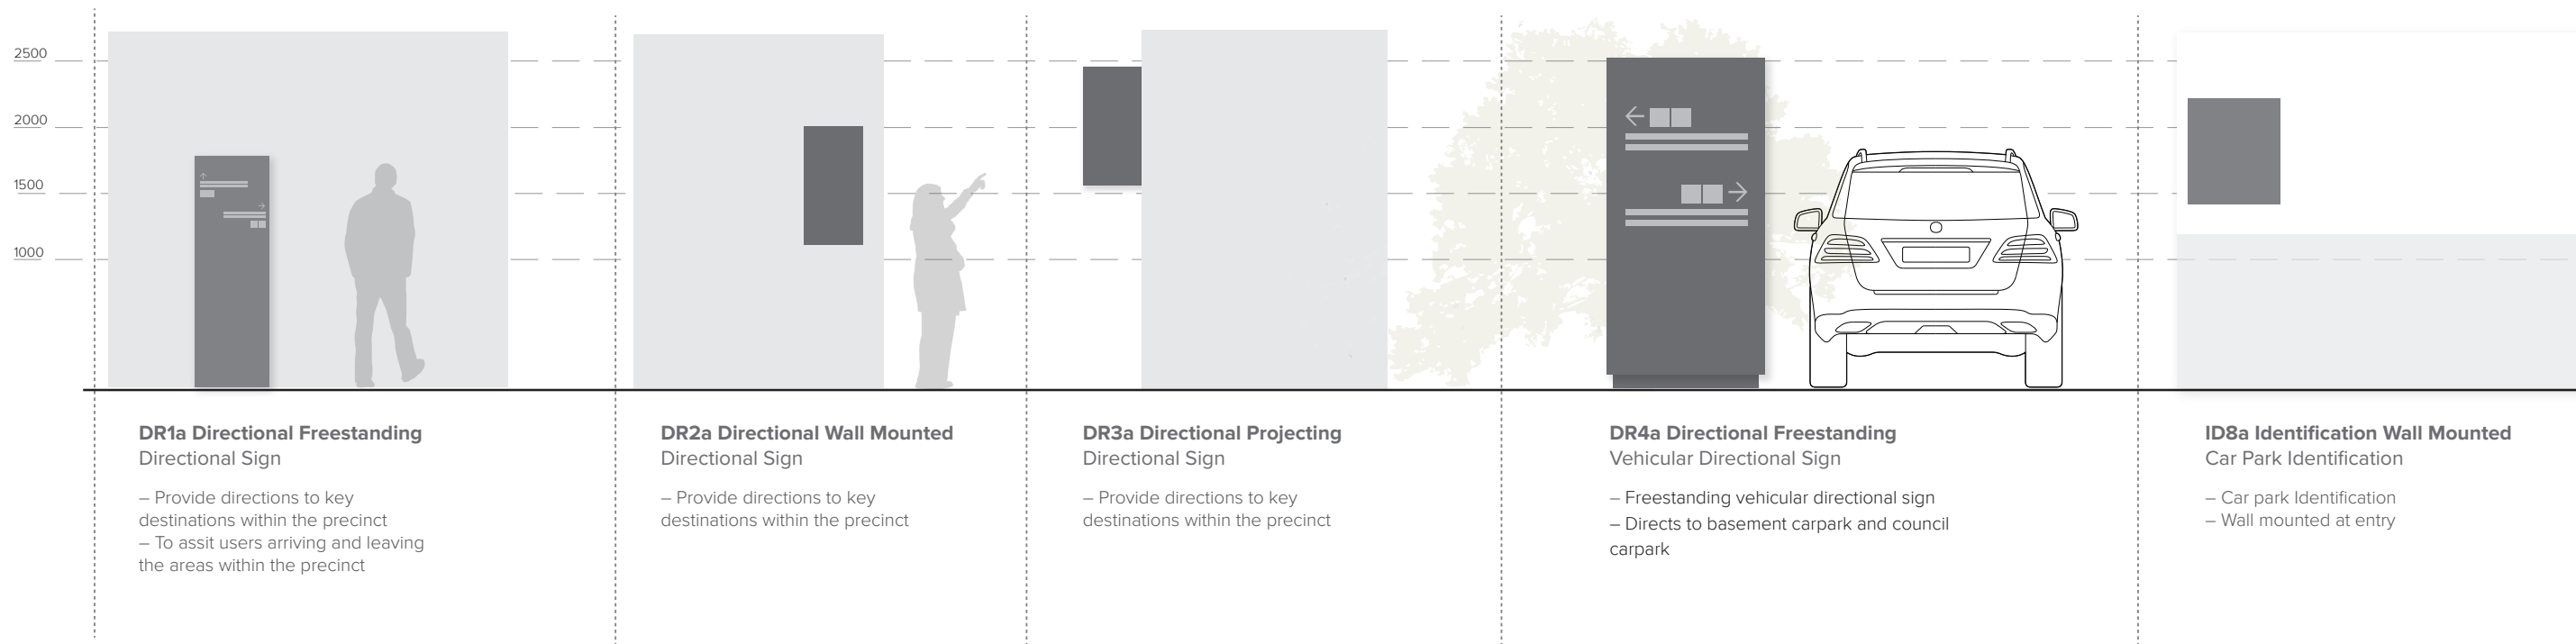 2500
2000
1500
1000
DR1a Directional Freestanding
Directional Sign
– Provide directions to key
destinations within the precinct
– To assit users arriving and leaving
the areas within the precinct
DR2a Directional Wall Mounted
Directional Sign
– Provide directions to key
destinations within the precinct
DR3a Directional Projecting
Directional Sign
– Provide directions to key
destinations within the precinct
DR4a Directional Freestanding
Vehicular Directional Sign
– Freestanding vehicular directional sign
– Directs to basement carpark and council
carpark
ID8a Identification Wall Mounted
Car Park Identification
– Car park Identification
– Wall mounted at entry